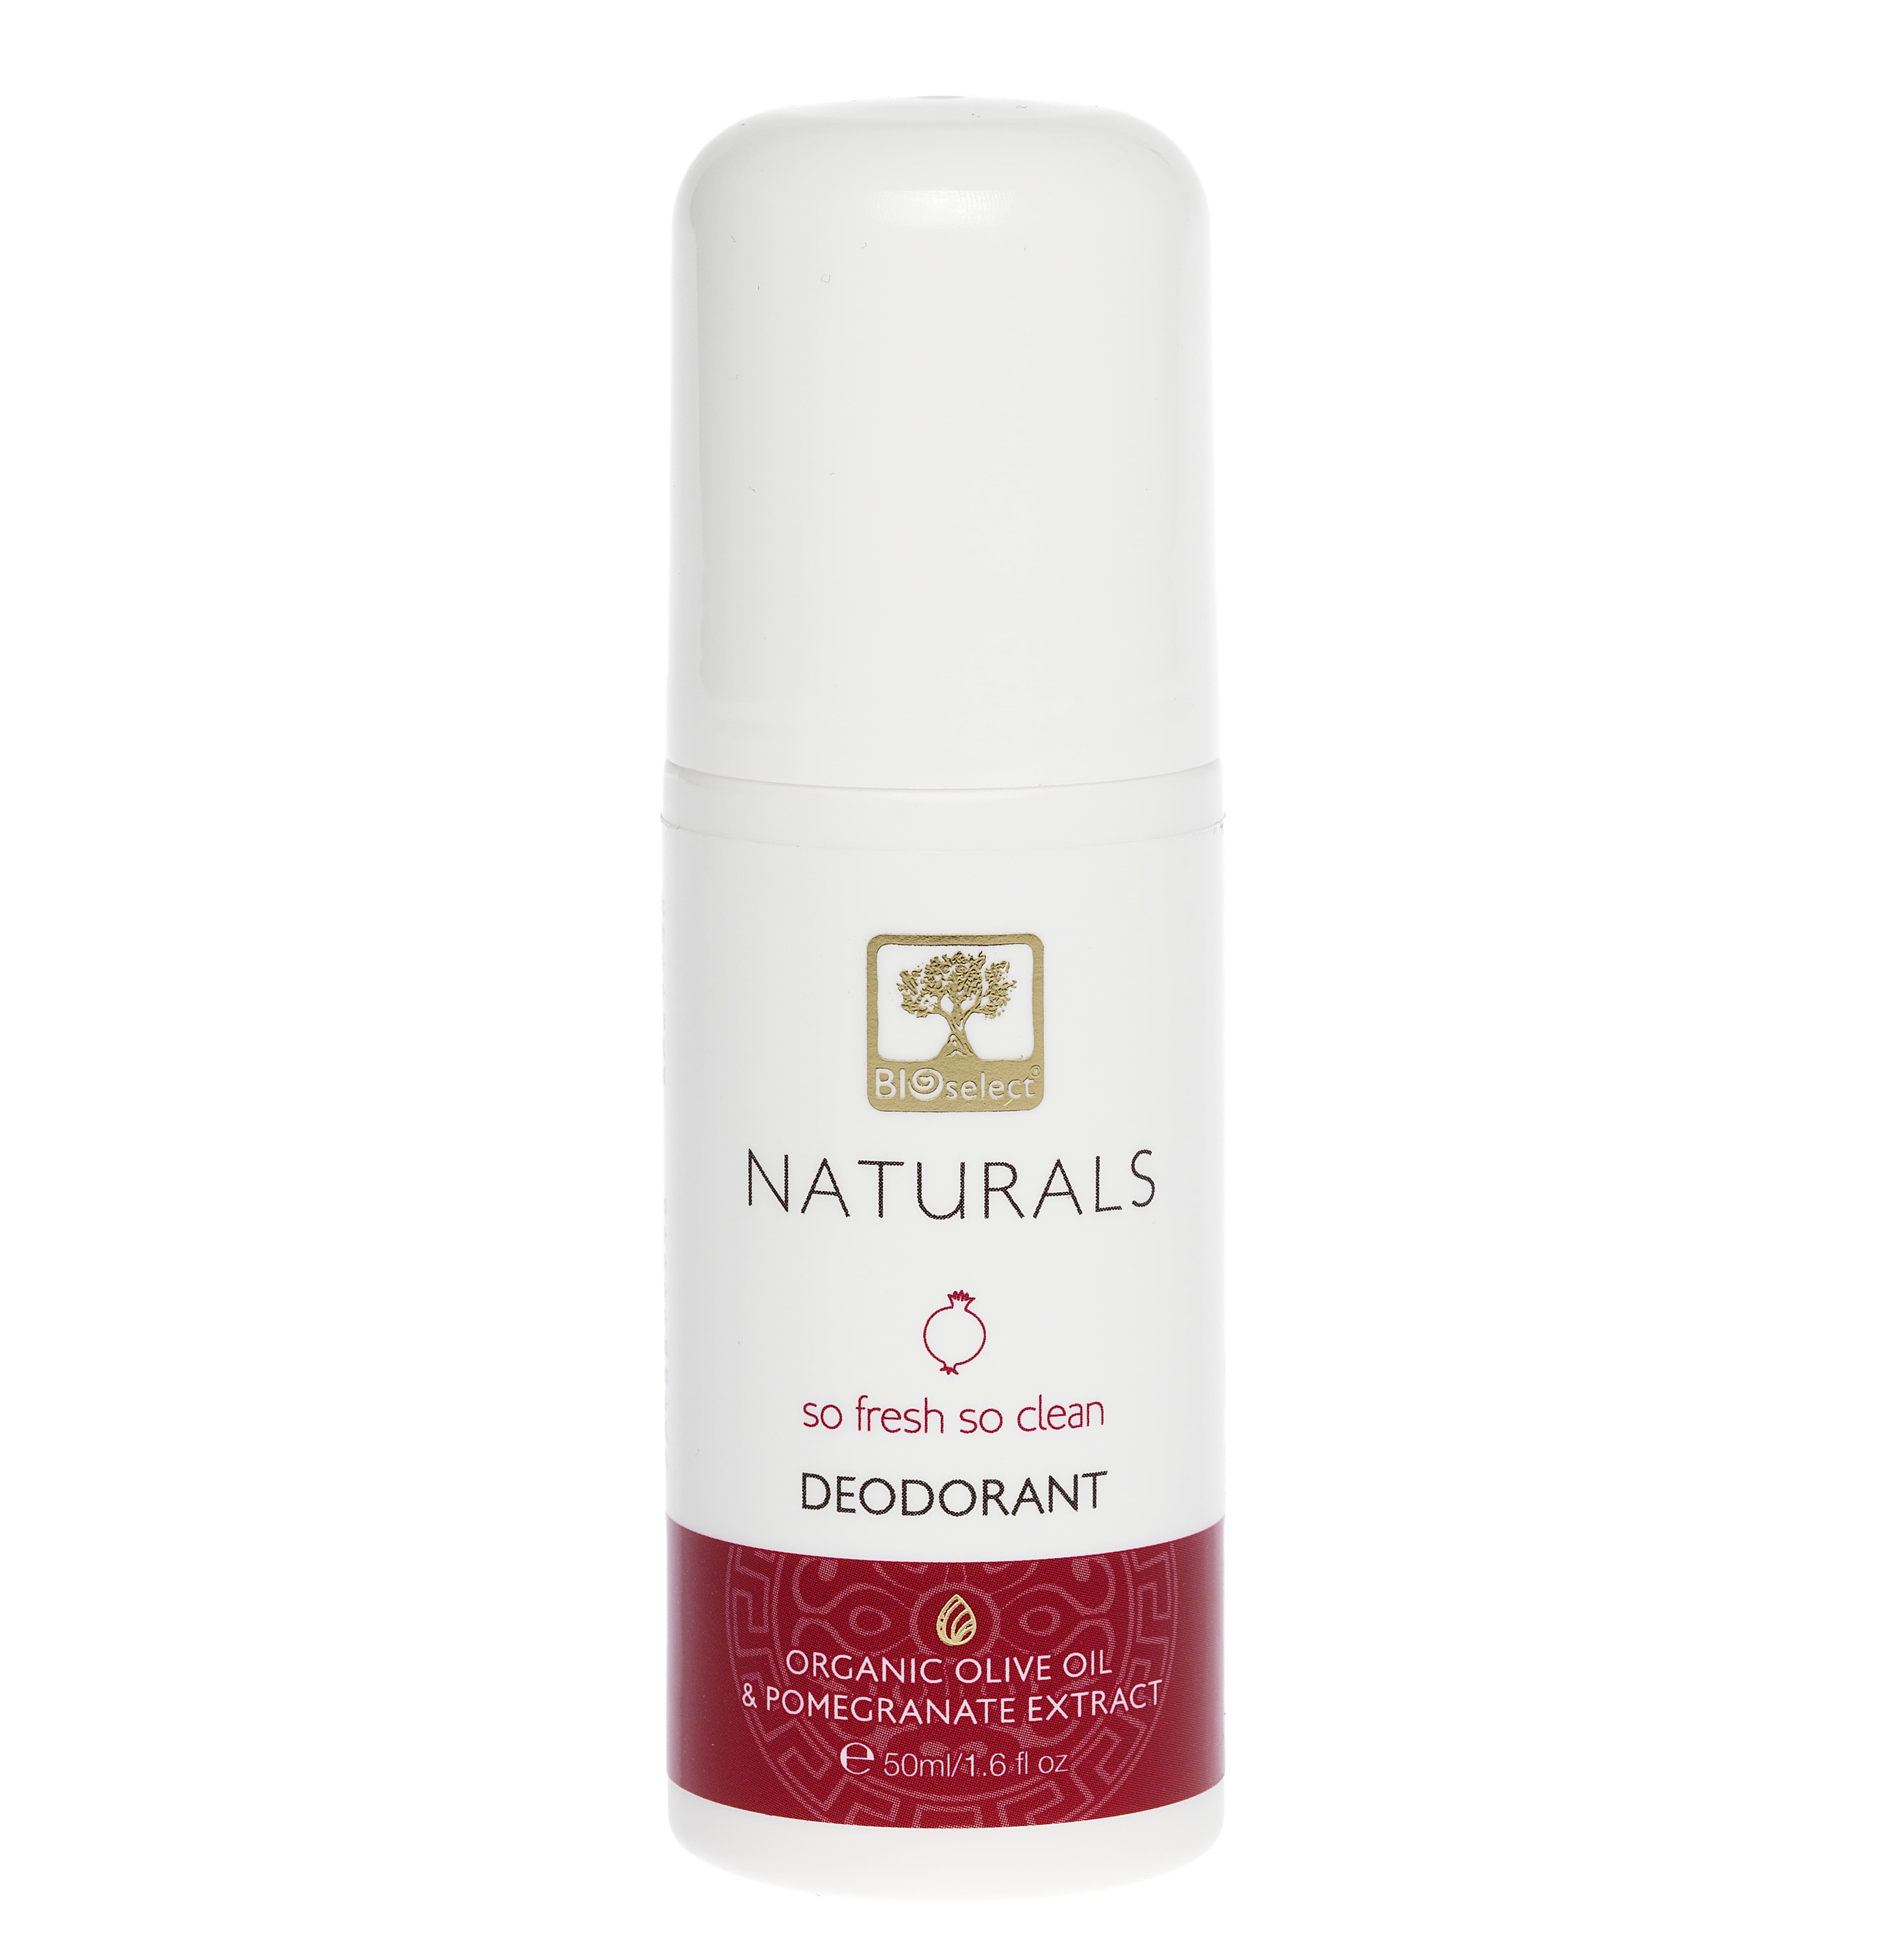 BIOselect®
NATURALS
so fresh so clean
DEODORANT
ORGANIC OLIVE OIL
& POMEGRANATE EXTRACT
℮ 50ml/1.6 fl oz